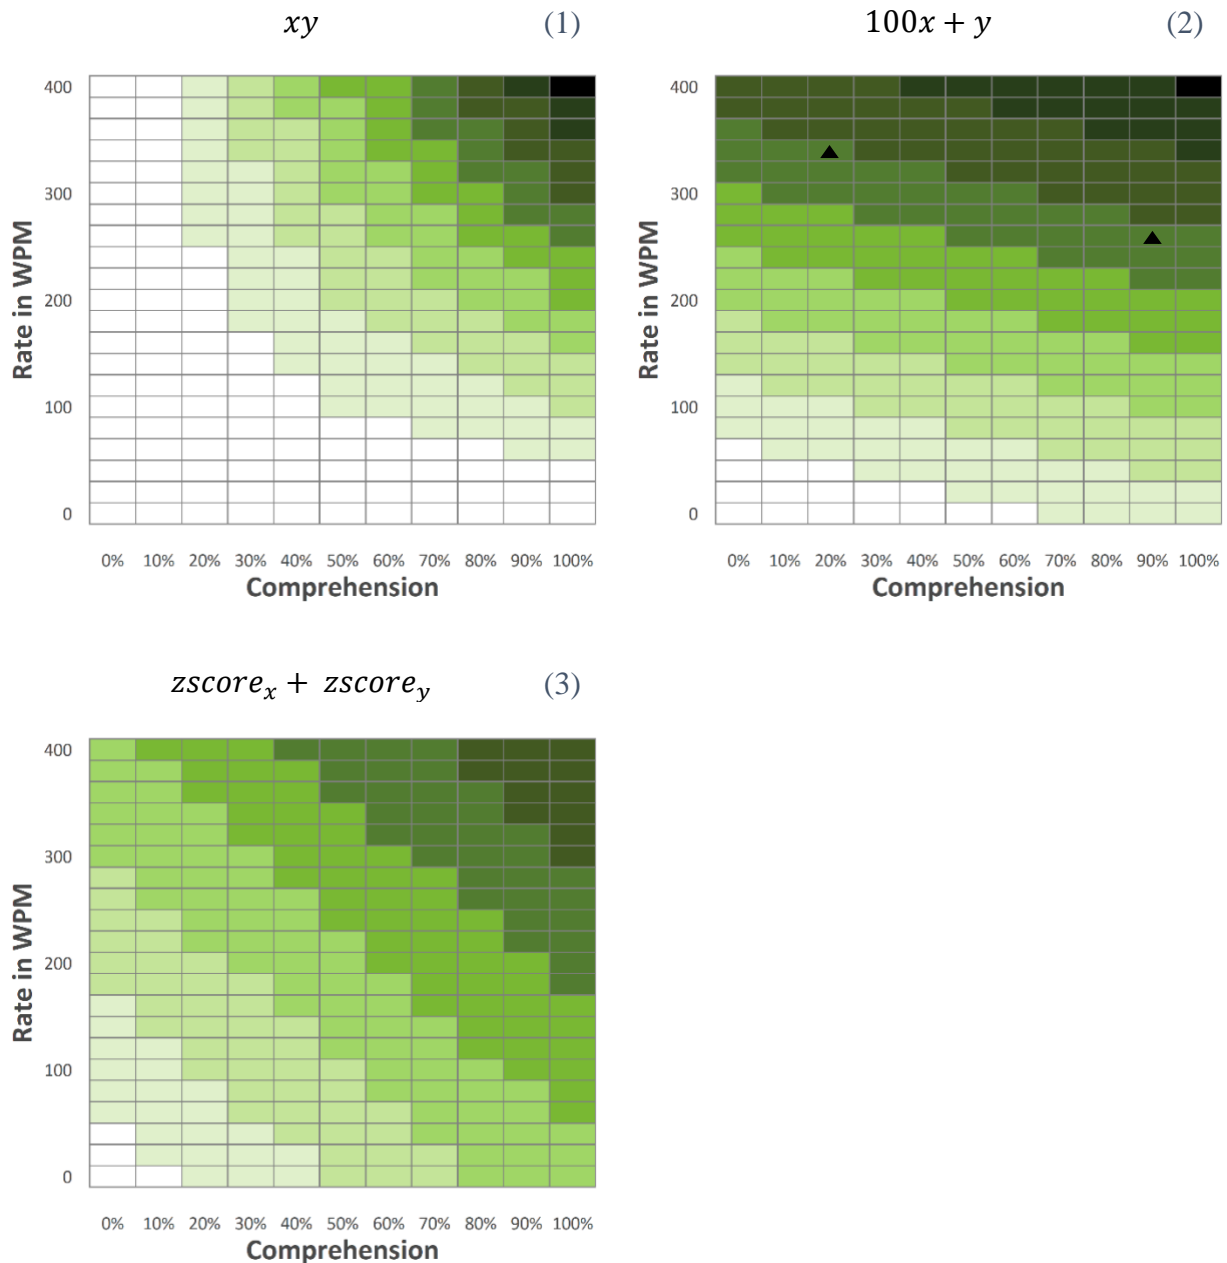 xy (1) 100x + y (2)
400 400
300 300
200 200
100 100
0 0
Rate in WPM Rate in WPM
0% 10% 20% 30% 40% 50% 60% 70% 80% 90% 100% 0% 10% 20% 30% 40% 50% 60% 70% 80% 90% 100%
Comprehension Comprehension
zscore_x + zscore_y (3)
400
300
200
100
0
Rate in WPM
0% 10% 20% 30% 40% 50% 60% 70% 80% 90% 100%
Comprehension